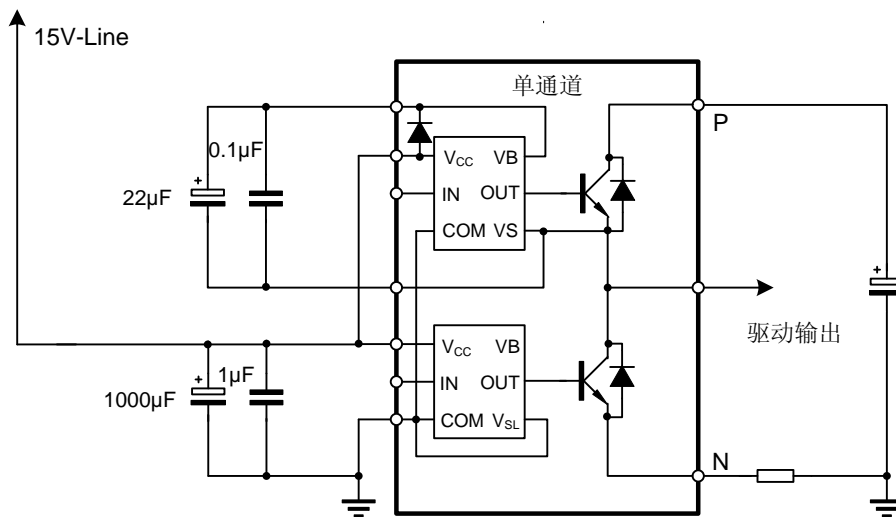 15V-Line
单通道
P
0.1µF
VCC VB
22µF
+
IN OUT
COM VS
+
驱动输出
VCC VB
1µF
+
1000µF
IN OUT
COM VSL
N